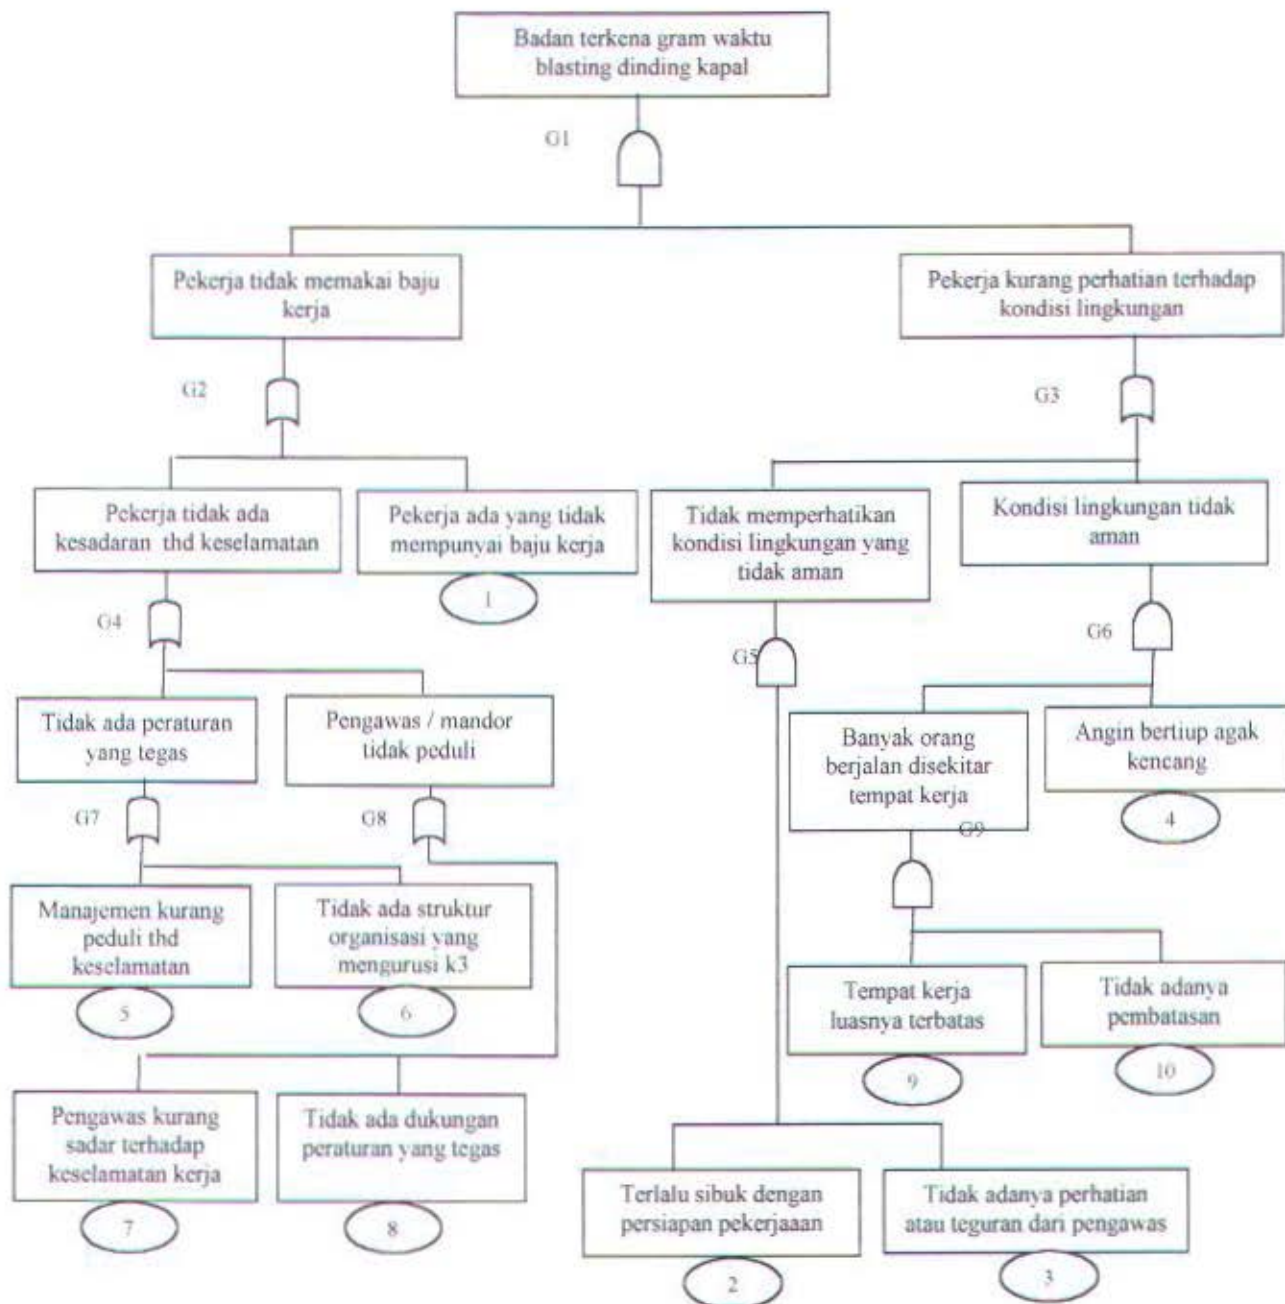 Badan terkena gram waktu
blasting dinding kapal
G1
Pekerja tidak memakai baju
kerja
Pekerja kurang perhatian terhadap
kondisi lingkungan
G2
G3
Pekerja tidak ada
kesadaran thd keselamatan
Pekerja ada yang tidak
mempunyai baju kerja
1
Tidak memperhatikan
kondisi lingkungan yang
tidak aman
Kondisi lingkungan tidak
aman
G4
G5
G6
Tidak ada peraturan
yang tegas
Pengawas / mandor
tidak peduli
Banyak orang
berjalan disekitar
tempat kerja
Angin bertiup agak
kencang
4
G7
G8
G9
Manajemen kurang
peduli thd
keselamatan
5
Tidak ada struktur
organisasi yang
mengurusi k3
6
Tempat kerja
luasnya terbatas
9
Tidak adanya
pembatasan
10
Pengawas kurang
sadar terhadap
keselamatan kerja
7
Tidak ada dukungan
peraturan yang tegas
8
Terlalu sibuk dengan
persiapan pekerjaaan
2
Tidak adanya perhatian
atau teguran dari pengawas
3